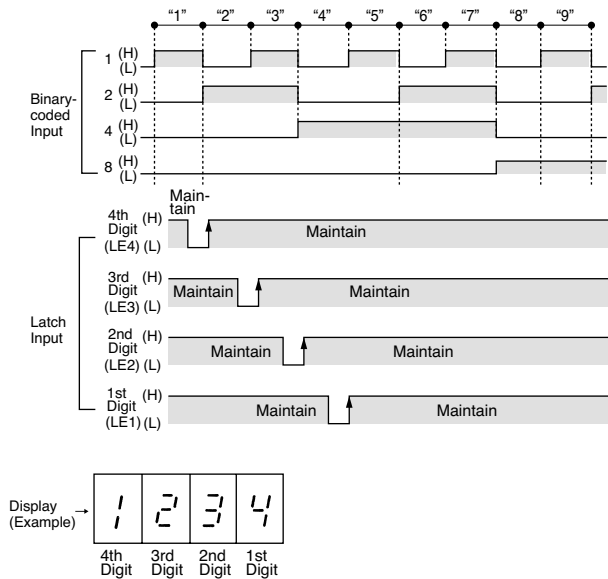 “1” “2” “3” “4” “5” “6” “7” “8” “9”
1 (H)
(L)
2 (H)
(L)
Binary-
coded
Input
4 (H)
(L)
8 (H)
(L)
Main-
tain
4th (H)
Digit
(LE4) (L)
Maintain
3rd (H)
Digit
(LE3) (L)
Maintain Maintain
Latch
Input
2nd (H)
Digit
(LE2) (L)
Maintain Maintain
1st (H)
Digit
(LE1) (L)
Maintain Maintain
Display
(Example)
1 2 3 4
4th 3rd 2nd 1st
Digit Digit Digit Digit